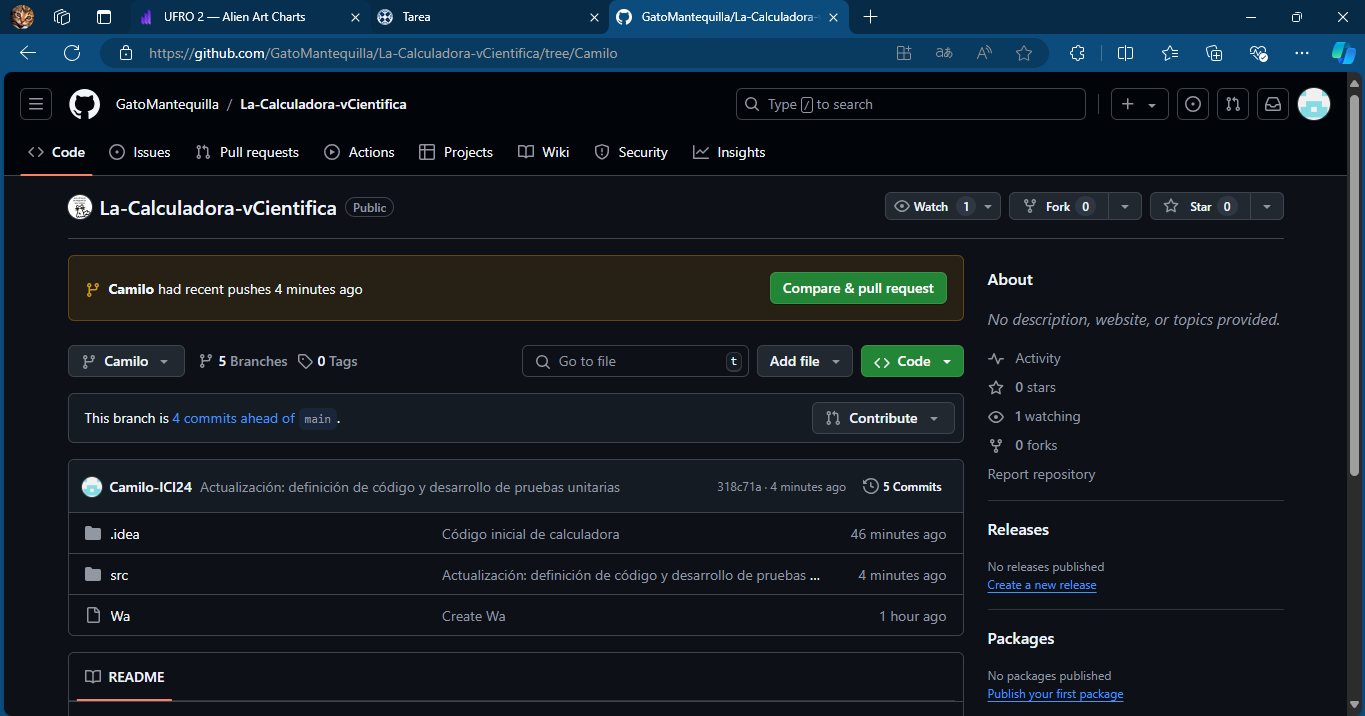 UFRO 2 — Alien Art Charts
Tarea
GatoMantequilla/La-Calculadora-
https://github.com/GatoMantequilla/La-Calculadora-vCientifica/tree/Camilo
GatoMantequilla / La-Calculadora-vCientifica
Type / to search
Code
Issues
Pull requests
Actions
Projects
Wiki
Security
Insights
La-Calculadora-vCientifica Public
Watch 1
Fork 0
Star 0
Camilo had recent pushes 4 minutes ago
Compare & pull request
Camilo
5 Branches
0 Tags
Go to file t
Add file
Code
This branch is 4 commits ahead of main .
Contribute
Camilo-ICI24 Actualización: definición de código y desarrollo de pruebas unitarias 318c71a · 4 minutes ago 5 Commits
.idea Código inicial de calculadora 46 minutes ago
src Actualización: definición de código y desarrollo de pruebas ... 4 minutes ago
Wa Create Wa 1 hour ago
README
About
No description, website, or topics provided.
Activity
0 stars
1 watching
0 forks
Report repository
Releases
No releases published
Create a new release
Packages
No packages published
Publish your first package